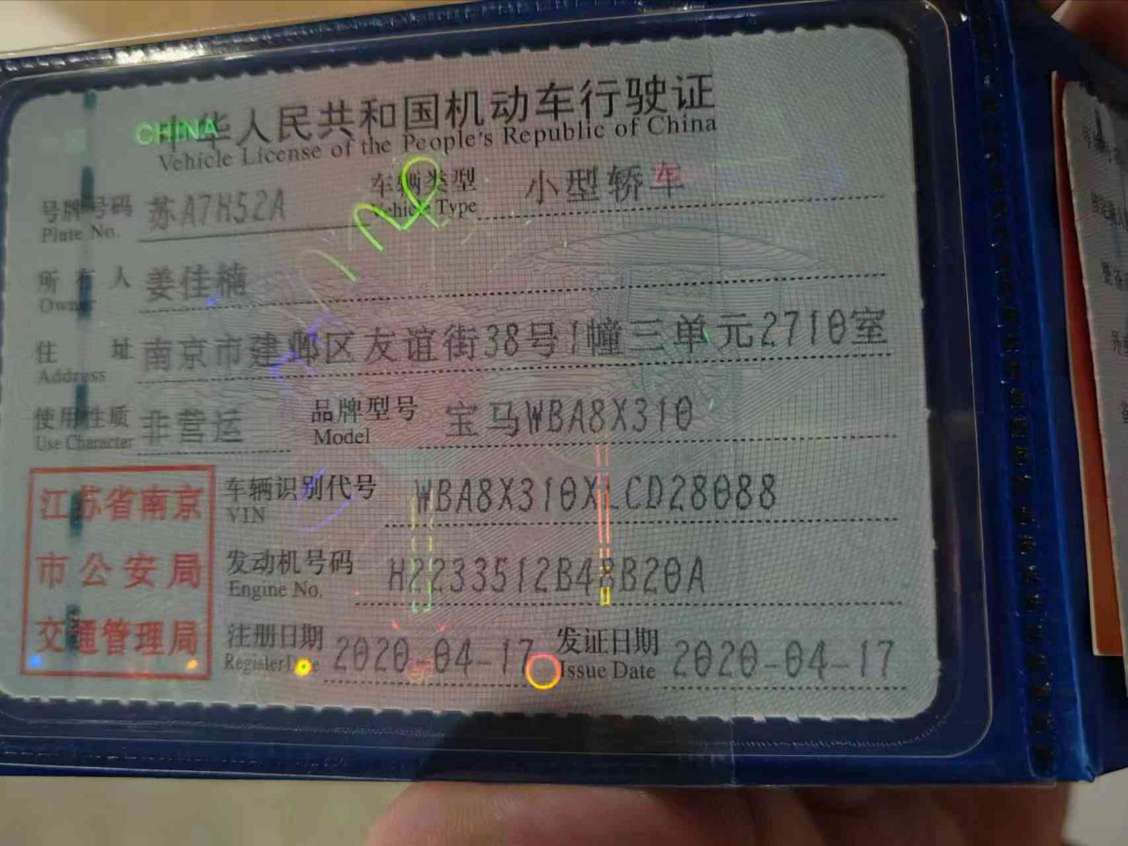 中华人民共和国机动车行驶证
CHINA
Vehicle License of the People's Republic of China
号牌号码 苏A7H52A 车辆类型 小型轿车
Plate No. Vehicle Type
所有人 姜佳楠
Owner
住址 南京市建邺区友谊街38号1幢三单元2710室
Address
使用性质 非营运 品牌型号 宝马WBA8X310
Use Character Model
江苏省南京
市公安局
交通管理局
车辆识别代号 WBA8X310XLCD28088
VIN
发动机号码 H2233512B48B20A
Engine No.
注册日期 2020-04-17 发证日期 2020-04-17
Register Date Issue Date